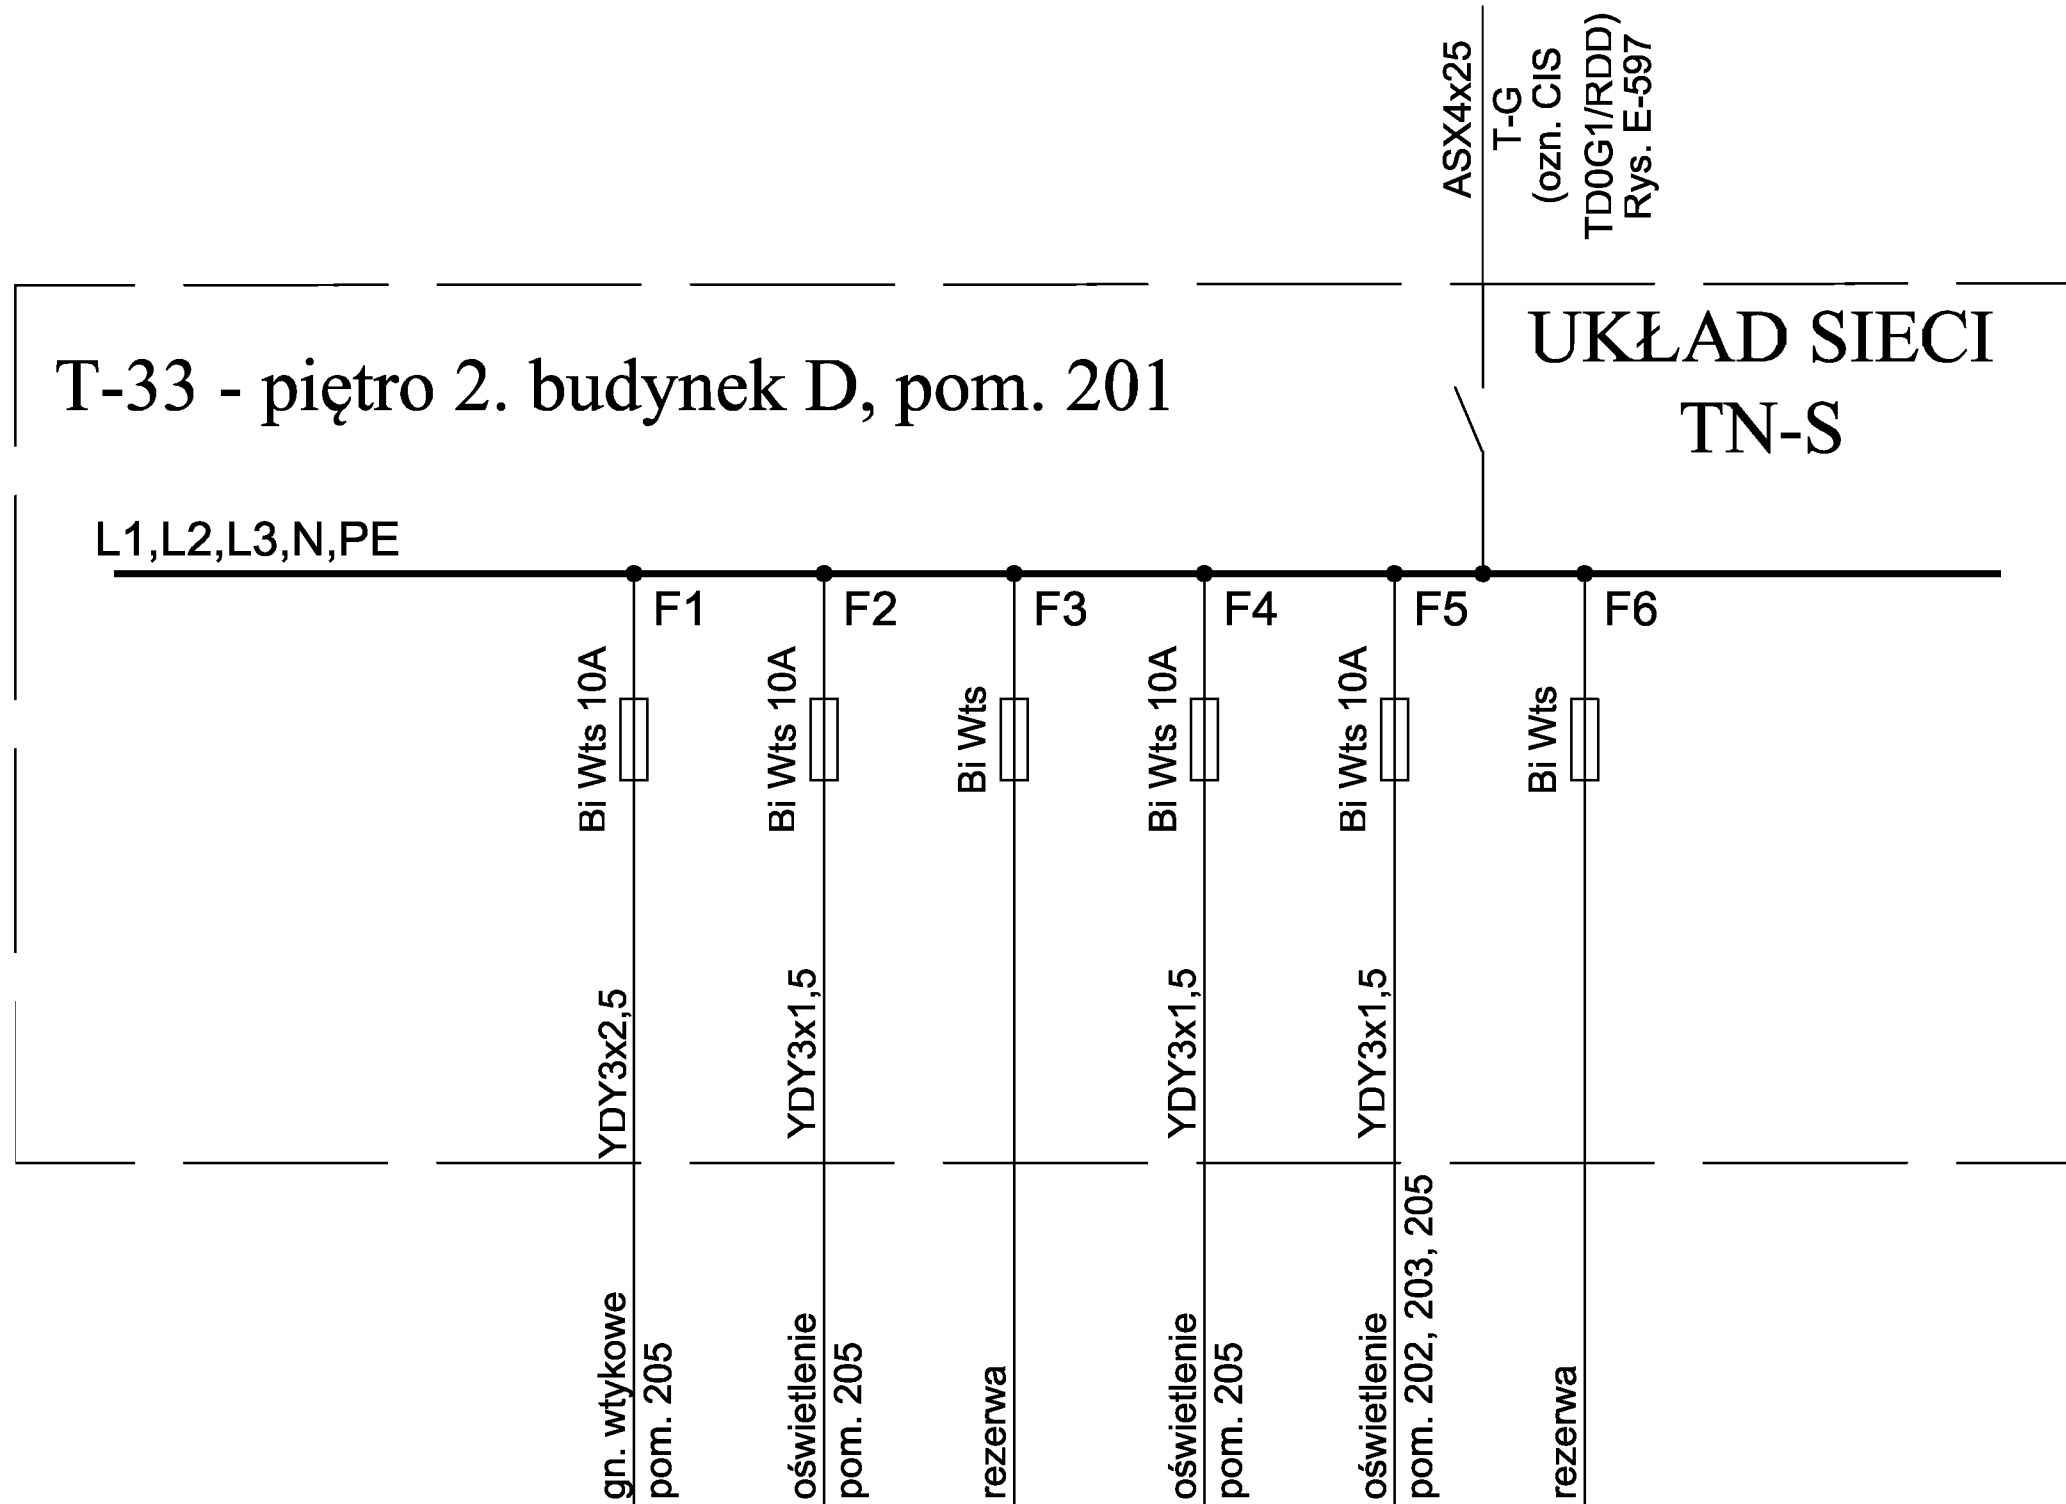 ASX4x25
T-G
(ozn. CIS
TD0G1/RDD)
Rys. E-597
UKŁAD SIECI
TN-S
T-33 - piętro 2. budynek D, pom. 201
L1,L2,L3,N,PE
F1
F2
F3
F4
F5
F6
Bi Wts 10A
Bi Wts 10A
Bi Wts
Bi Wts 10A
Bi Wts 10A
Bi Wts
YDY3x2,5
YDY3x1,5
YDY3x1,5
YDY3x1,5
gn. wtykowe
pom. 205
oświetlenie
pom. 205
rezerwa
oświetlenie
pom. 205
oświetlenie
pom. 202, 203, 205
rezerwa